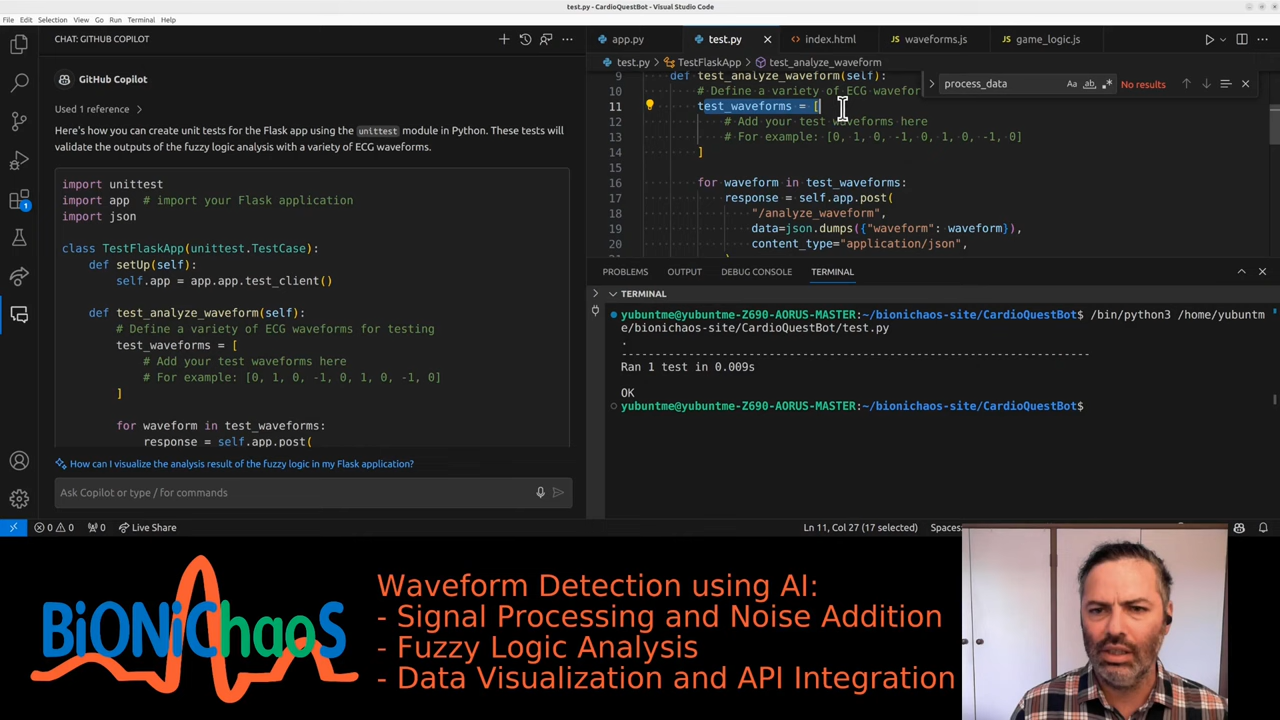 test.py - CardioQuestBot - Visual Studio Code
File Edit Selection View Go Run Terminal Help
CHAT: GITHUB COPILOT
app.py
test.py
index.html
waveforms.js
game_logic.js
test.py > TestFlaskApp > test_analyze_waveform
GitHub Copilot
Used 1 reference >
Here's how you can create unit tests for the Flask app using the unittest module in Python. These tests will
validate the outputs of the fuzzy logic analysis with a variety of ECG waveforms.
import unittest
import app # import your Flask application
import json
class TestFlaskApp(unittest.TestCase):
def setUp(self):
self.app = app.app.test_client()
def test_analyze_waveform(self):
# Define a variety of ECG waveforms for testing
test_waveforms = [
# Add your test waveforms here
# For example: [0, 1, 0, -1, 0, 1, 0, -1, 0]
]
for waveform in test_waveforms:
response = self.app.post(
How can I visualize the analysis result of the fuzzy logic in my Flask application?
Ask Copilot or type / for commands
process_data
Aa ab
No results
9 def test_analyze_waveform(self):
10 # Define a variety of ECG wavefor
11 test_waveforms = [
12 # Add your test waveforms here
13 # For example: [0, 1, 0, -1, 0, 1, 0, -1, 0]
14 ]
15
16 for waveform in test_waveforms:
17 response = self.app.post(
18 "/analyze_waveform",
19 data=json.dumps({"waveform": waveform}),
20 content_type="application/json",
PROBLEMS OUTPUT DEBUG CONSOLE TERMINAL
TERMINAL
yubuntme@yubuntme-Z690-AORUS-MASTER:~/bionichaos-site/CardioQuestBot$ /bin/python3 /home/yubuntm
e/bionichaos-site/CardioQuestBot/test.py
.
----------------------------------------------------------------------
Ran 1 test in 0.009s
OK
yubuntme@yubuntme-Z690-AORUS-MASTER:~/bionichaos-site/CardioQuestBot$
1
0 0 0 Live Share
Ln 11, Col 27 (17 selected) Spaces
BiONiChaoS
Waveform Detection using AI:
- Signal Processing and Noise Addition
- Fuzzy Logic Analysis
- Data Visualization and API Integration